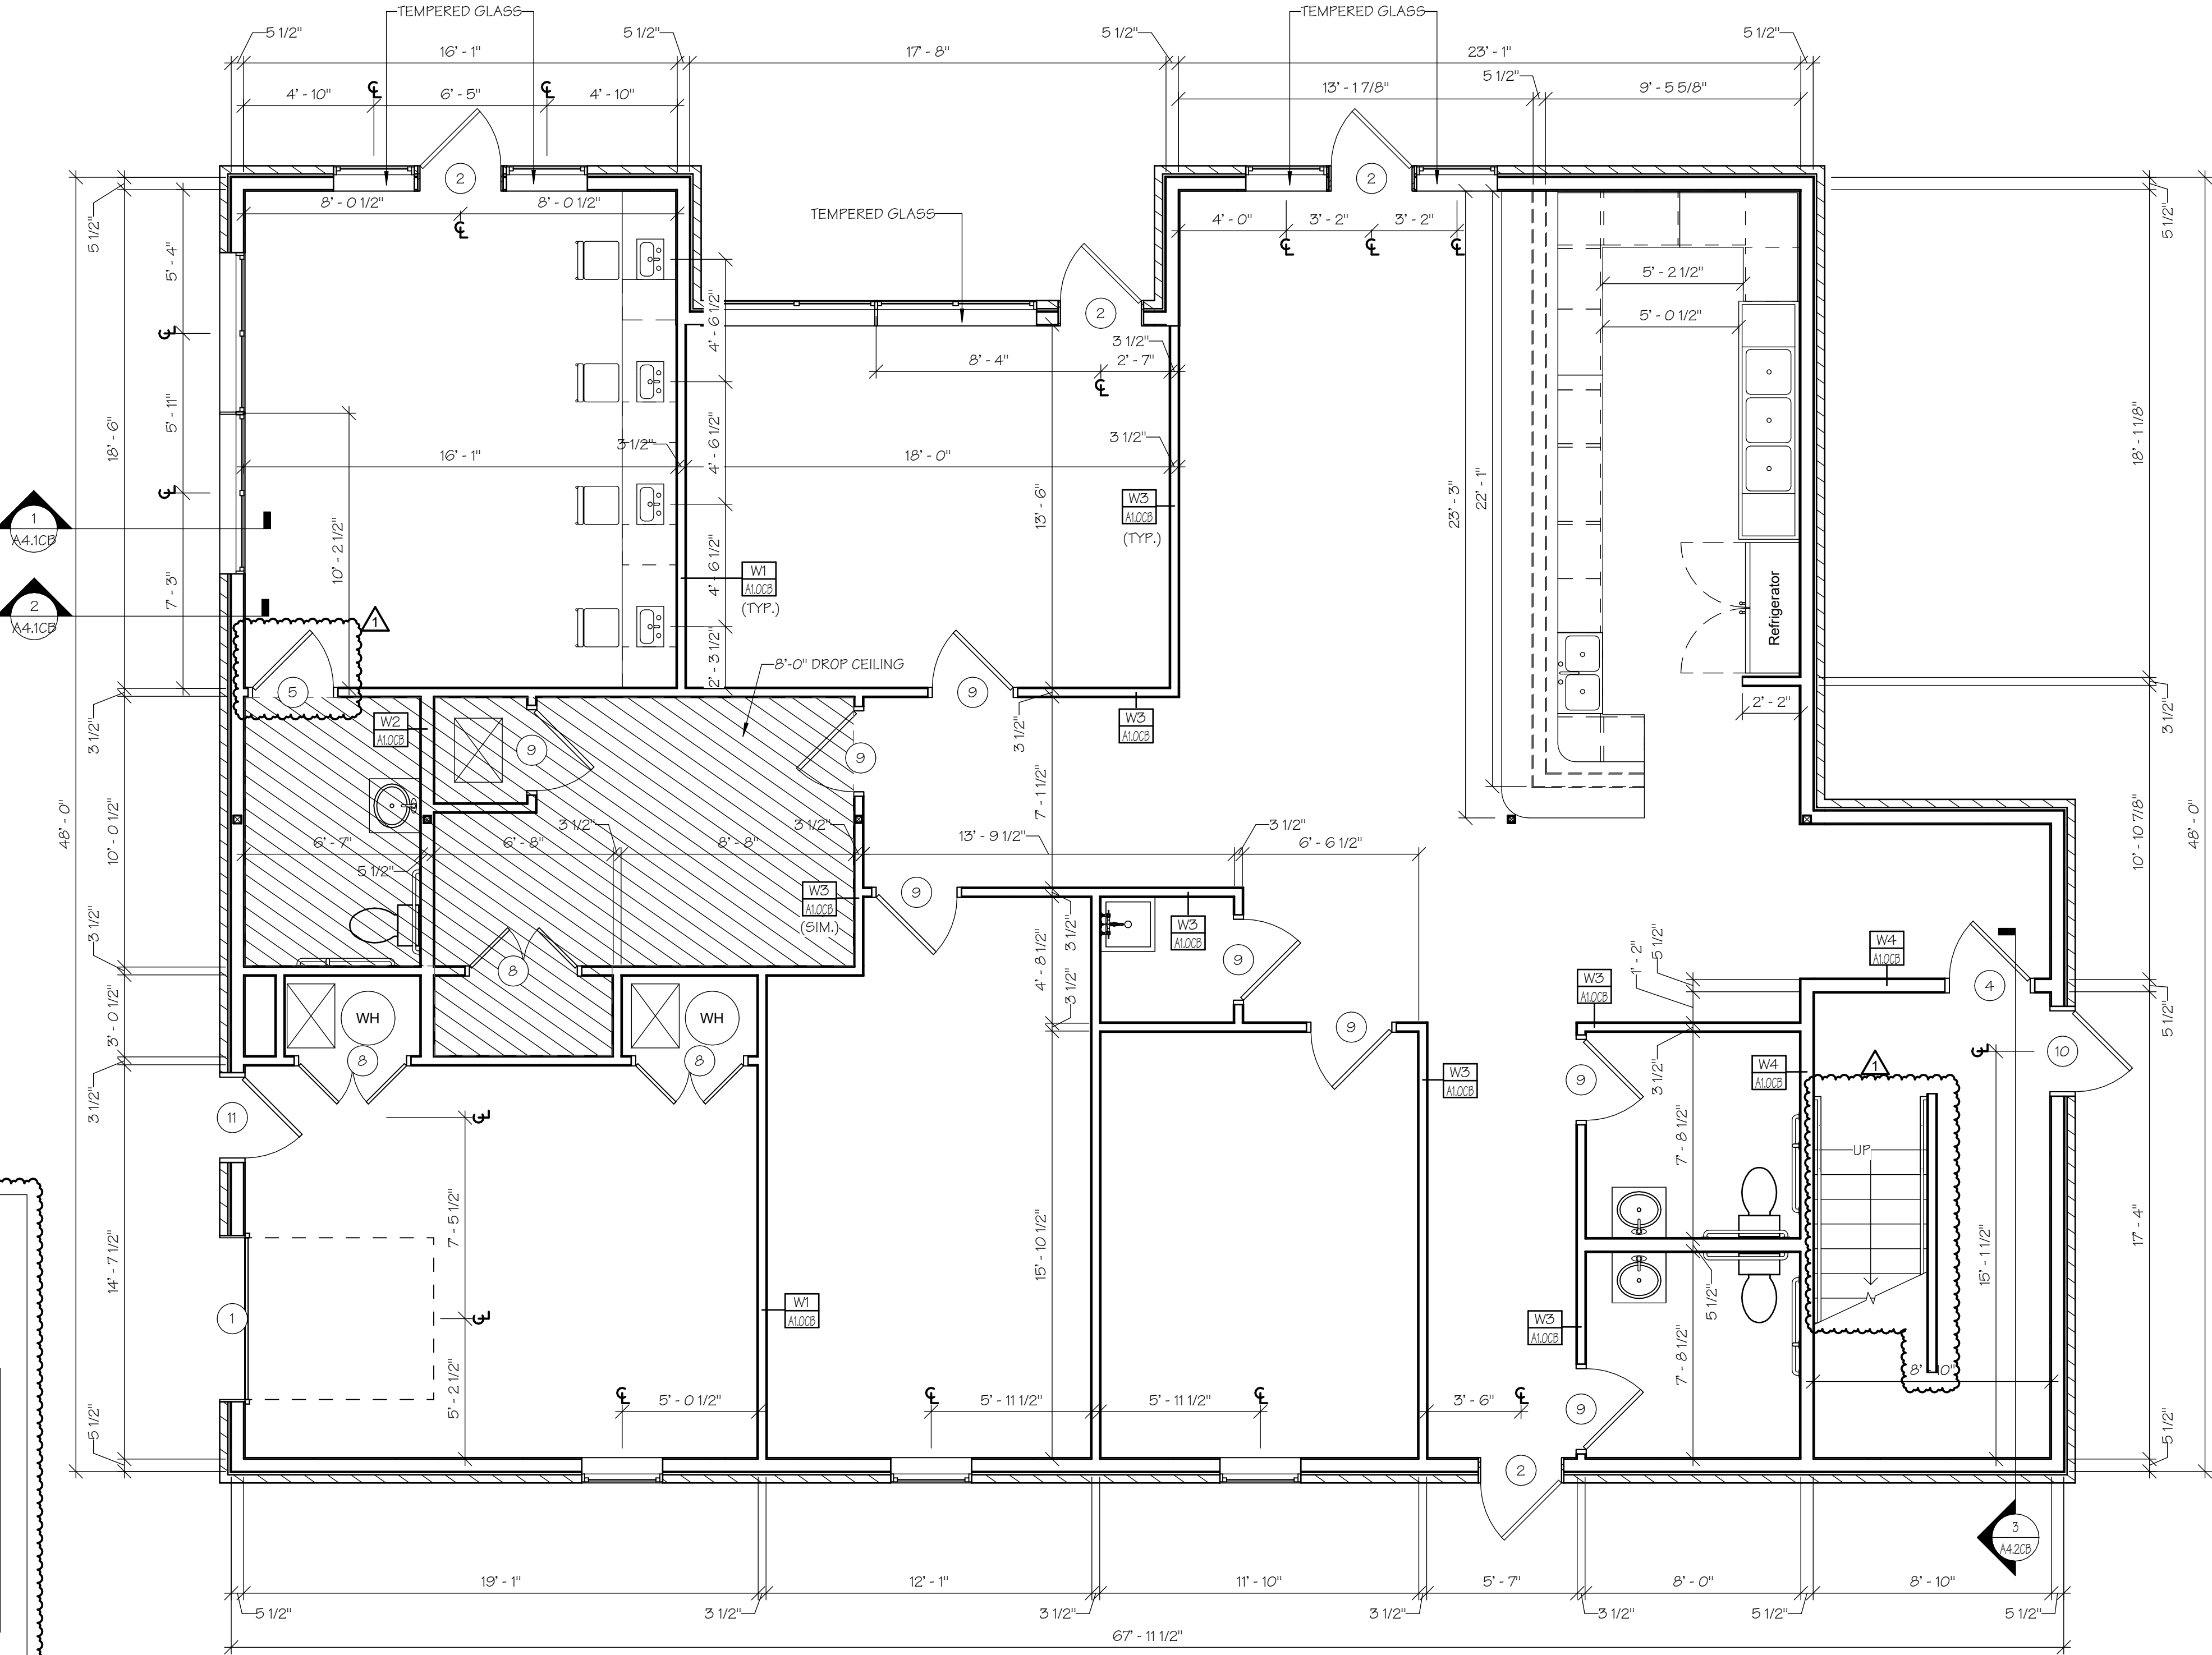 TEMPERED GLASS
TEMPERED GLASS
5 1/2"
5 1/2"
5 1/2"
5 1/2"
16' - 1"
17' - 8"
23' - 1"
5 1/2"
4' - 10"
6' - 5"
4' - 10"
13' - 1 7/8"
9' - 5 5/8"
2
2
8' - 0 1/2"
8' - 0 1/2"
TEMPERED GLASS
4' - 0"
3' - 2"
3' - 2"
5 1/2"
5 1/2"
5' - 4"
5' - 2 1/2"
2
4' - 6 1/2"
5' - 0 1/2"
3 1/2"
8' - 4"
2' - 7"
5' - 11"
18' - 6"
16' - 1"
3 1/2"
4' - 6 1/2"
18' - 0"
3 1/2"
18' - 1 1/8"
23' - 3"
22' - 1"
13' - 6"
W3
A1.0CB
(TYP.)
1
A4.1CB
10' - 2 1/2"
4' - 6 1/2"
W1
A1.0CB
(TYP.)
7' - 3"
2
A4.1CB
Refrigerator
1
2' - 3 1/2"
8'-0" DROP CEILING
5
9
2' - 2"
3 1/2"
W2
A1.0CB
W3
A1.0CB
3 1/2"
3 1/2"
9
9
48' - 0"
10' - 0 1/2"
7' - 1 1/2"
10' - 10 7/8"
48' - 0"
6' - 7"
3 1/2"
6' - 8"
8' - 8"
3 1/2"
13' - 9 1/2"
3 1/2"
6' - 6 1/2"
5 1/2"
W3
A1.0CB
(SIM.)
9
3 1/2"
3 1/2"
W3
A1.0CB
9
W4
A1.0CB
5 1/2"
1' - 2"
4' - 8 1/2"
8
3 1/2"
W3
A1.0CB
4
3' - 0 1/2"
WH
WH
5 1/2"
9
8
8
10
1
3 1/2"
W3
A1.0CB
9
3 1/2"
W4
A1.0CB
11
7' - 8 1/2"
UP
7' - 5 1/2"
15' - 10 1/2"
15' - 1 1/2"
17' - 4"
14' - 7 1/2"
5 1/2"
1
W1
A1.0CB
W3
A1.0CB
7' - 8 1/2"
5' - 2 1/2"
8' - 10"
5' - 0 1/2"
5' - 11 1/2"
5' - 11 1/2"
3' - 6"
9
5 1/2"
5 1/2"
2
3
A4.2CB
19' - 1"
12' - 1"
11' - 10"
5' - 7"
8' - 0"
8' - 10"
5 1/2"
3 1/2"
3 1/2"
3 1/2"
3 1/2"
5 1/2"
5 1/2"
67' - 11 1/2"